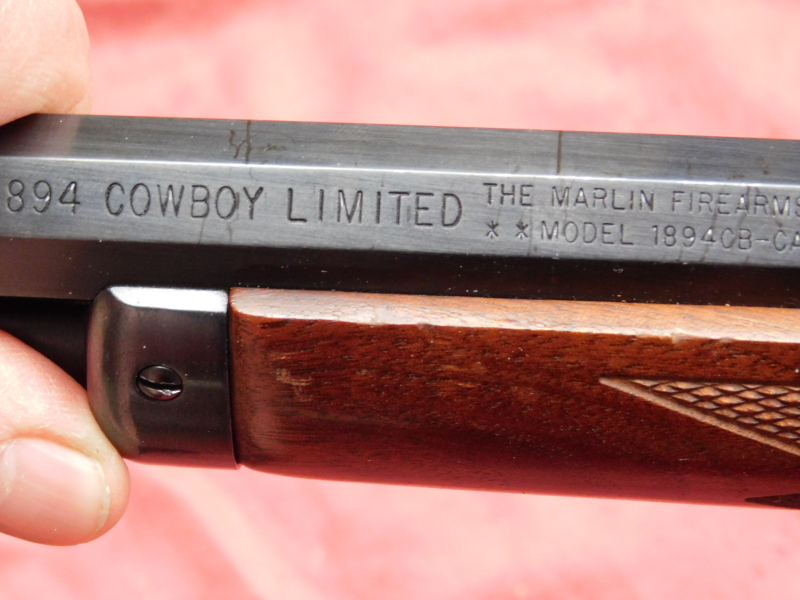 894 COWBOY LIMITED
THE MARLIN FIREARMS
**MODEL 1894CB-CA